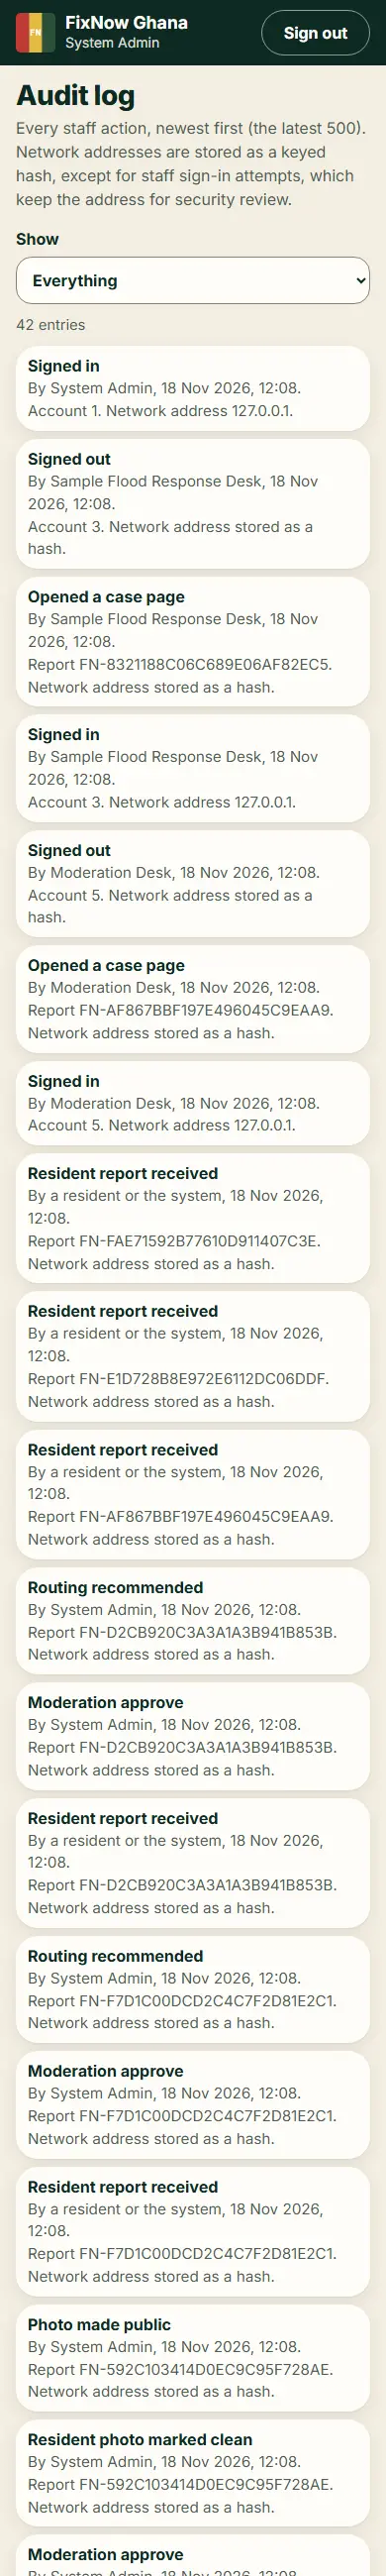 FN
FixNow Ghana
System Admin
Sign out
Audit log
Every staff action, newest first (the latest 500).
Network addresses are stored as a keyed
hash, except for staff sign-in attempts, which
keep the address for security review.
Show
Everything
42 entries
Signed in
By System Admin, 18 Nov 2026, 12:08.
Account 1. Network address 127.0.0.1.
Signed out
By Sample Flood Response Desk, 18 Nov
2026, 12:08.
Account 3. Network address stored as a
hash.
Opened a case page
By Sample Flood Response Desk, 18 Nov
2026, 12:08.
Report FN-8321188C06C689E06AF82EC5.
Network address stored as a hash.
Signed in
By Sample Flood Response Desk, 18 Nov
2026, 12:08.
Account 3. Network address 127.0.0.1.
Signed out
By Moderation Desk, 18 Nov 2026, 12:08.
Account 5. Network address stored as a
hash.
Opened a case page
By Moderation Desk, 18 Nov 2026, 12:08.
Report FN-AF867BBF197E496045C9EAA9.
Network address stored as a hash.
Signed in
By Moderation Desk, 18 Nov 2026, 12:08.
Account 5. Network address 127.0.0.1.
Resident report received
By a resident or the system, 18 Nov 2026,
12:08.
Report FN-FAE71592B77610D911407C3E.
Network address stored as a hash.
Resident report received
By a resident or the system, 18 Nov 2026,
12:08.
Report FN-E1D728B8E972E6112DC06DDF.
Network address stored as a hash.
Resident report received
By a resident or the system, 18 Nov 2026,
12:08.
Report FN-AF867BBF197E496045C9EAA9.
Network address stored as a hash.
Routing recommended
By System Admin, 18 Nov 2026, 12:08.
Report FN-D2CB920C3A3A1A3B941B853B.
Network address stored as a hash.
Moderation approve
By System Admin, 18 Nov 2026, 12:08.
Report FN-D2CB920C3A3A1A3B941B853B.
Network address stored as a hash.
Resident report received
By a resident or the system, 18 Nov 2026,
12:08.
Report FN-D2CB920C3A3A1A3B941B853B.
Network address stored as a hash.
Routing recommended
By System Admin, 18 Nov 2026, 12:08.
Report FN-F7D1C00DCD2C4C7F2D81E2C1.
Network address stored as a hash.
Moderation approve
By System Admin, 18 Nov 2026, 12:08.
Report FN-F7D1C00DCD2C4C7F2D81E2C1.
Network address stored as a hash.
Resident report received
By a resident or the system, 18 Nov 2026,
12:08.
Report FN-F7D1C00DCD2C4C7F2D81E2C1.
Network address stored as a hash.
Photo made public
By System Admin, 18 Nov 2026, 12:08.
Report FN-592C103414D0EC9C95F728AE.
Network address stored as a hash.
Resident photo marked clean
By System Admin, 18 Nov 2026, 12:08.
Report FN-592C103414D0EC9C95F728AE.
Network address stored as a hash.
Moderation approve